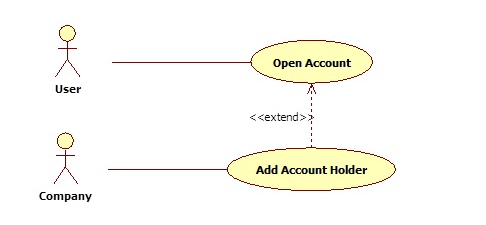 Open Account
User
<<extend>>
Add Account Holder
Company